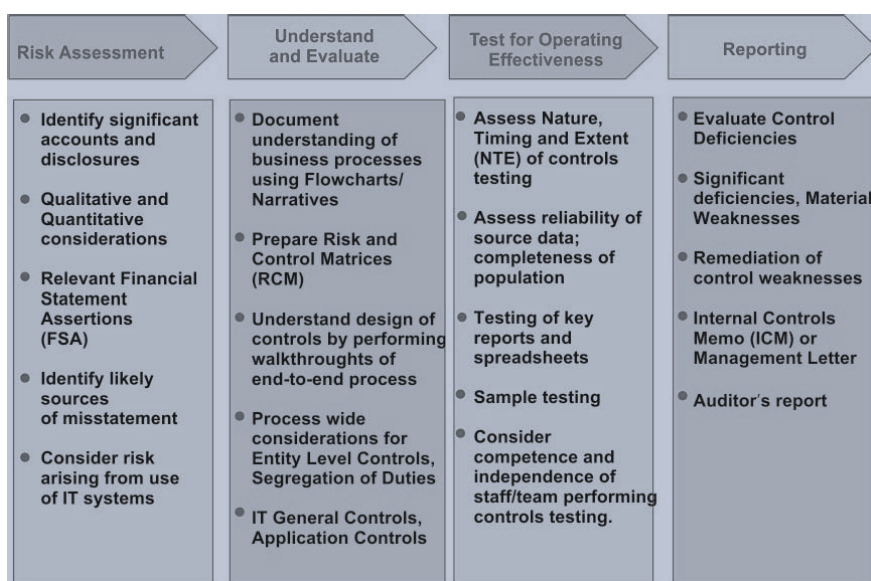 Risk Assessment
Understand
and Evaluate
Test for Operating
Effectiveness
Reporting
• Identify significant
accounts and
disclosures
• Qualitative and
Quantitative
considerations
• Relevant Financial
Statement
Assertions
(FSA)
• Identify likely
sources
of misstatement
• Consider risk
arising from use
of IT systems
• Document
understanding of
business processes
using Flowcharts/
Narratives
• Prepare Risk and
Control Matrices
(RCM)
• Understand design of
controls by performing
walkthroughts of
end-to-end process
• Process wide
considerations for
Entity Level Controls,
Segregation of Duties
• IT General Controls,
Application Controls
• Assess Nature,
Timing and Extent
(NTE) of controls
testing
• Assess reliability of
source data;
completeness of
population
• Testing of key
reports and
spreadsheets
• Sample testing
• Consider
competence and
independence of
staff/team performing
controls testing.
• Evaluate Control
Deficiencies
• Significant
deficiencies, Material
Weaknesses
• Remediation of
control weaknesses
• Internal Controls
Memo (ICM) or
Management Letter
• Auditor's report